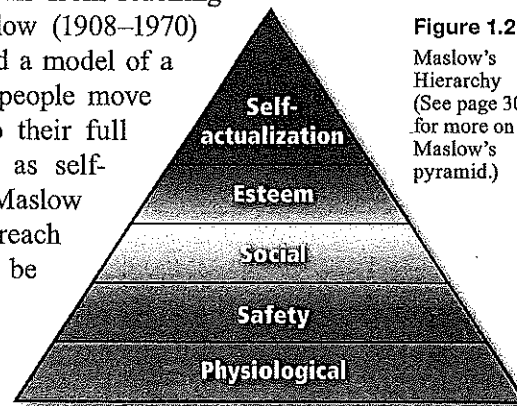 low (1908–1970)
d a model of a
people move
o their full
as self-
Maslow
reach
be
Self-
actualization
Esteem
Social
Safety
Physiological
Figure 1.2
Maslow's
Hierarchy
(See page 30
for more on
Maslow's
pyramid.)